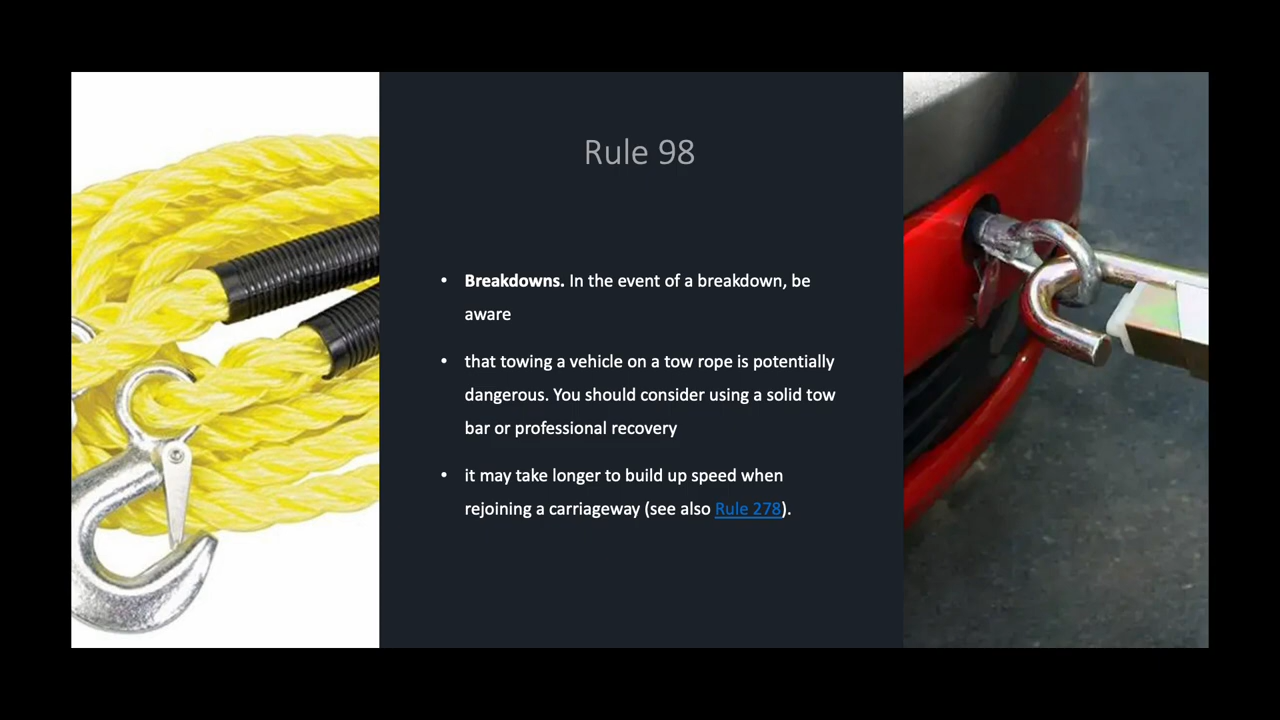 Rule 98
• Breakdowns. In the event of a breakdown, be
aware
• that towing a vehicle on a tow rope is potentially
dangerous. You should consider using a solid tow
bar or professional recovery
• it may take longer to build up speed when
rejoining a carriageway (see also Rule 278).